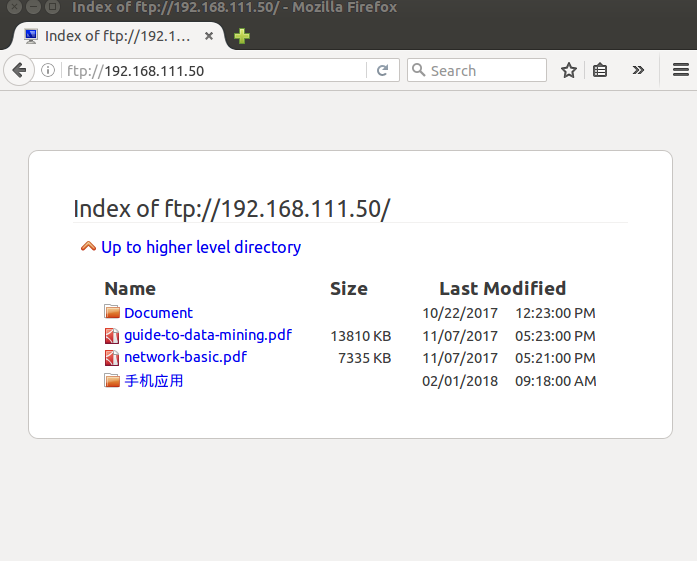 Index of ftp://192.168.111.50/ - Mozilla Firefox
Index of ftp://192.1...
ftp://192.168.111.50
Search
Index of ftp://192.168.111.50/
Up to higher level directory
Name Size Last Modified
Document 10/22/2017 12:23:00 PM
guide-to-data-mining.pdf 13810 KB 11/07/2017 05:23:00 PM
network-basic.pdf 7335 KB 11/07/2017 05:21:00 PM
手机应用 02/01/2018 09:18:00 AM